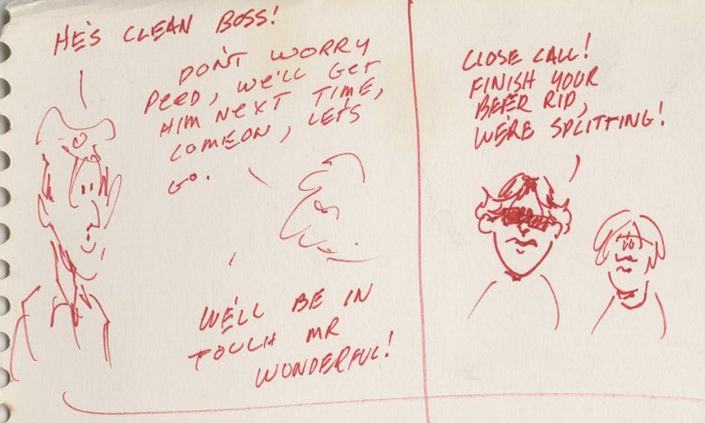 HE'S CLEAN BOSS!
DON'T WORRY
PEED, WE'LL GET
HIM NEXT TIME,
COMEON, LET'S
GO.
WE'LL BE IN
TOUCH MR
WONDERFUL!
CLOSE CALL!
FINISH YOUR
BEER RID,
WE'RE SPLITTING!